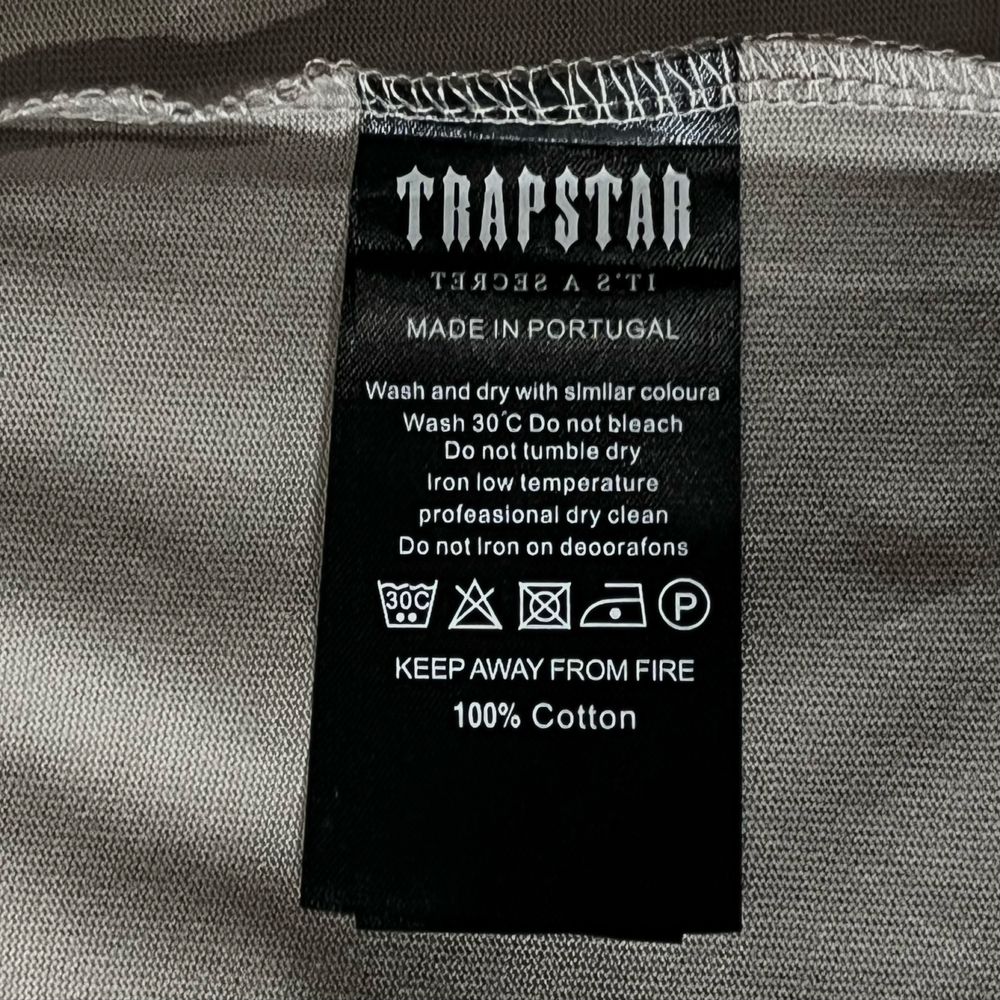 TRAPSTAR
IT'S A SECRET
MADE IN PORTUGAL
Wash and dry with slmllar coloura
Wash 30°C Do not bleach
Do not tumble dry
Iron low temperature
profeasional dry clean
Do not Iron on deoorafons
30C P
KEEP AWAY FROM FIRE
100% Cotton